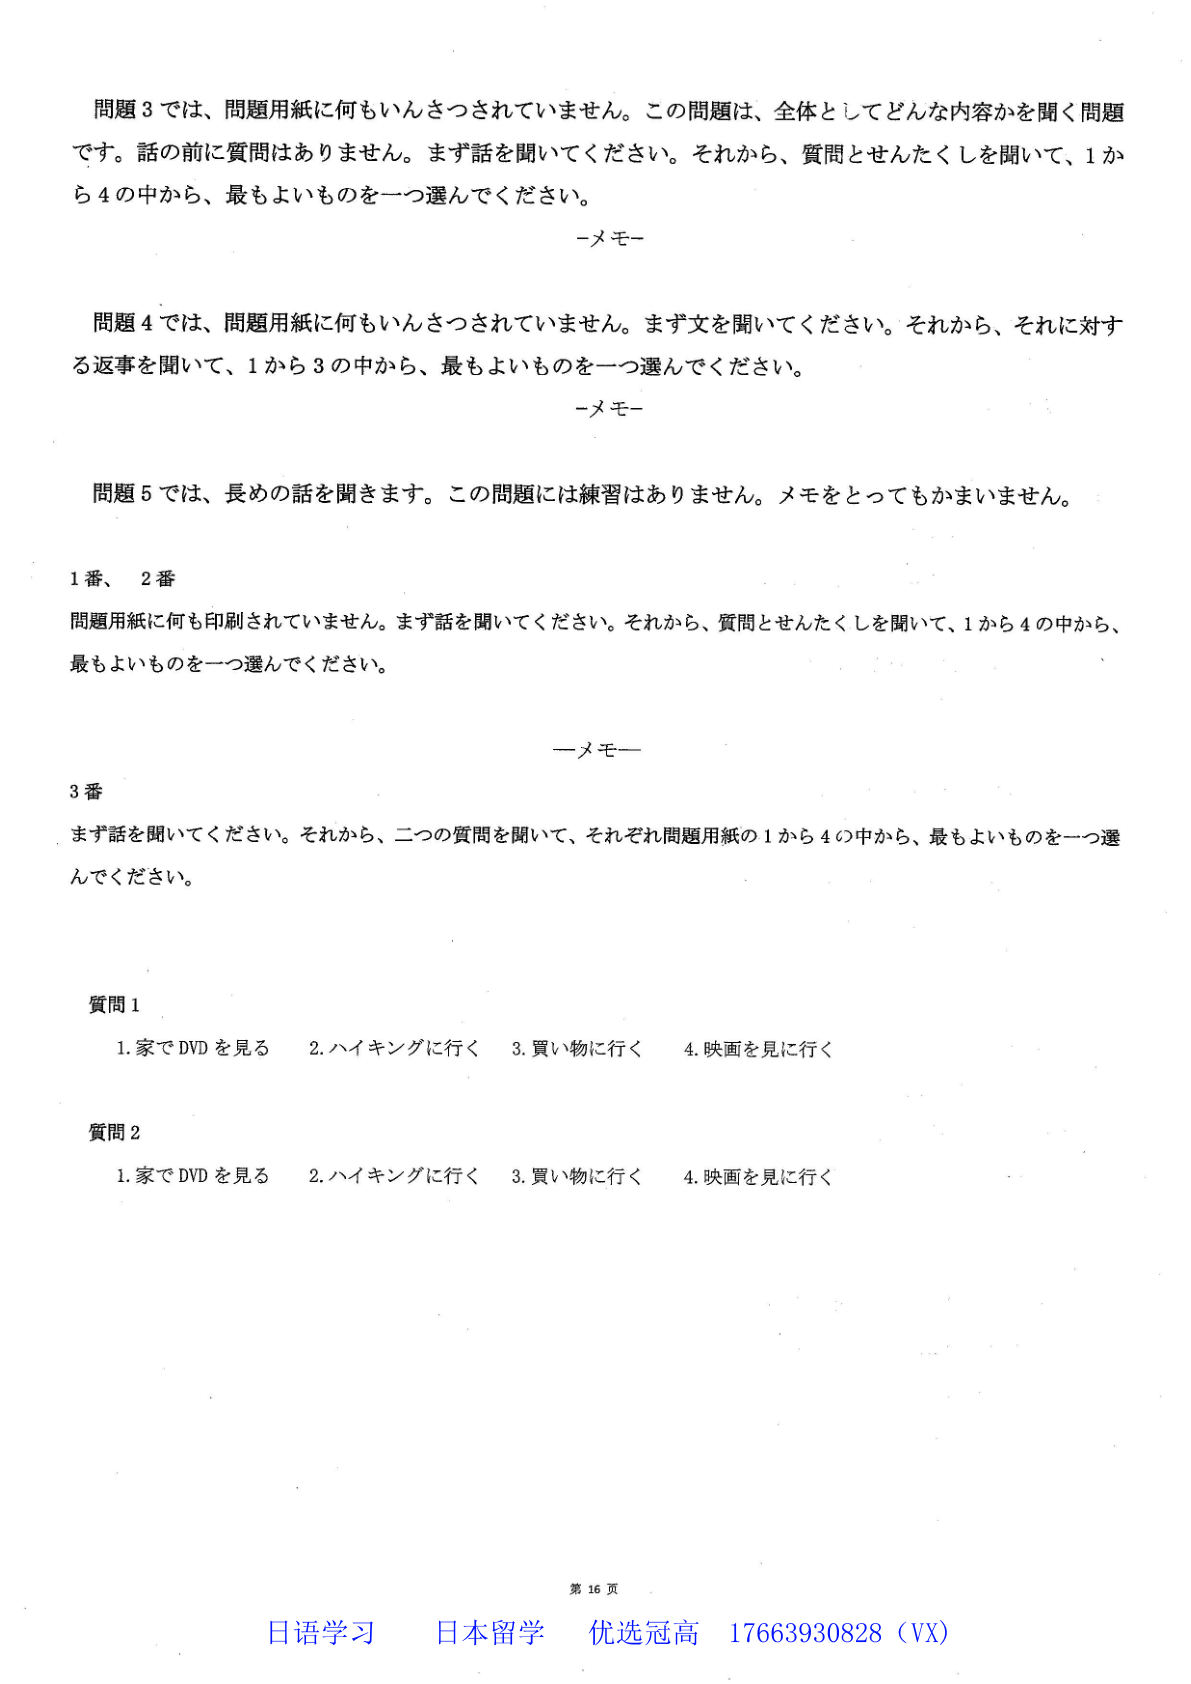 問題3では、問題用紙に何もいんさつされていません。この問題は、全体としてどんな内容かを聞く問題
です。話の前に質問はありません。まず話を聞いてください。それから、質問とせんたくしを聞いて、1か
ら4の中から、最もよいものを一つ選んでください。
-メモ-
問題4では、問題用紙に何もいんさつされていません。まず文を聞いてください。それから、それに対す
る返事を聞いて、1から3の中から、最もよいものを一つ選んでください。
-メモ-
問題5では、長めの話を聞きます。この問題には練習はありません。メモをとってもかまいません。
1番、 2番
問題用紙に何も印刷されていません。まず話を聞いてください。それから、質問とせんたくしを聞いて、1から4の中から、
最もよいものを一つ選んでください。
―メモ―
3番
まず話を聞いてください。それから、二つの質問を聞いて、それぞれ問題用紙の1から4の中から、最もよいものを一つ選
んでください。
質問1
1.家でDVDを見る 2.ハイキングに行く 3.買い物に行く 4.映画を見に行く
質問2
1.家でDVDを見る 2.ハイキングに行く 3.買い物に行く 4.映画を見に行く
第 16 页
日语学习 日本留学 优选冠高 17663930828（VX)